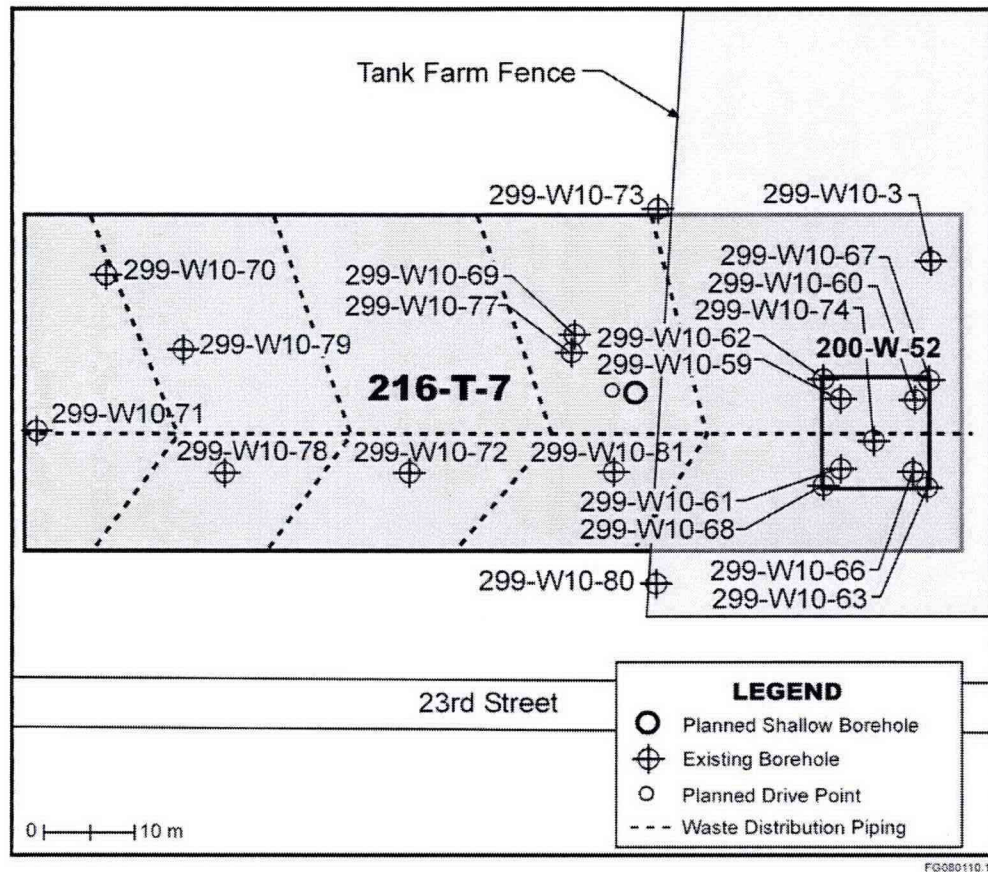 Tank Farm Fence
299-W10-73
299-W10-3
299-W10-67
299-W10-70
299-W10-69
299-W10-60
299-W10-77
299-W10-74
299-W10-79
299-W10-62
200-W-52
299-W10-59
216-T-7
299-W10-71
299-W10-78
299-W10-72
299-W10-81
299-W10-61
299-W10-68
299-W10-66
299-W10-80
299-W10-63
23rd Street
LEGEND
Planned Shallow Borehole
Existing Borehole
Planned Drive Point
Waste Distribution Piping
0 10 m
FG080110.1